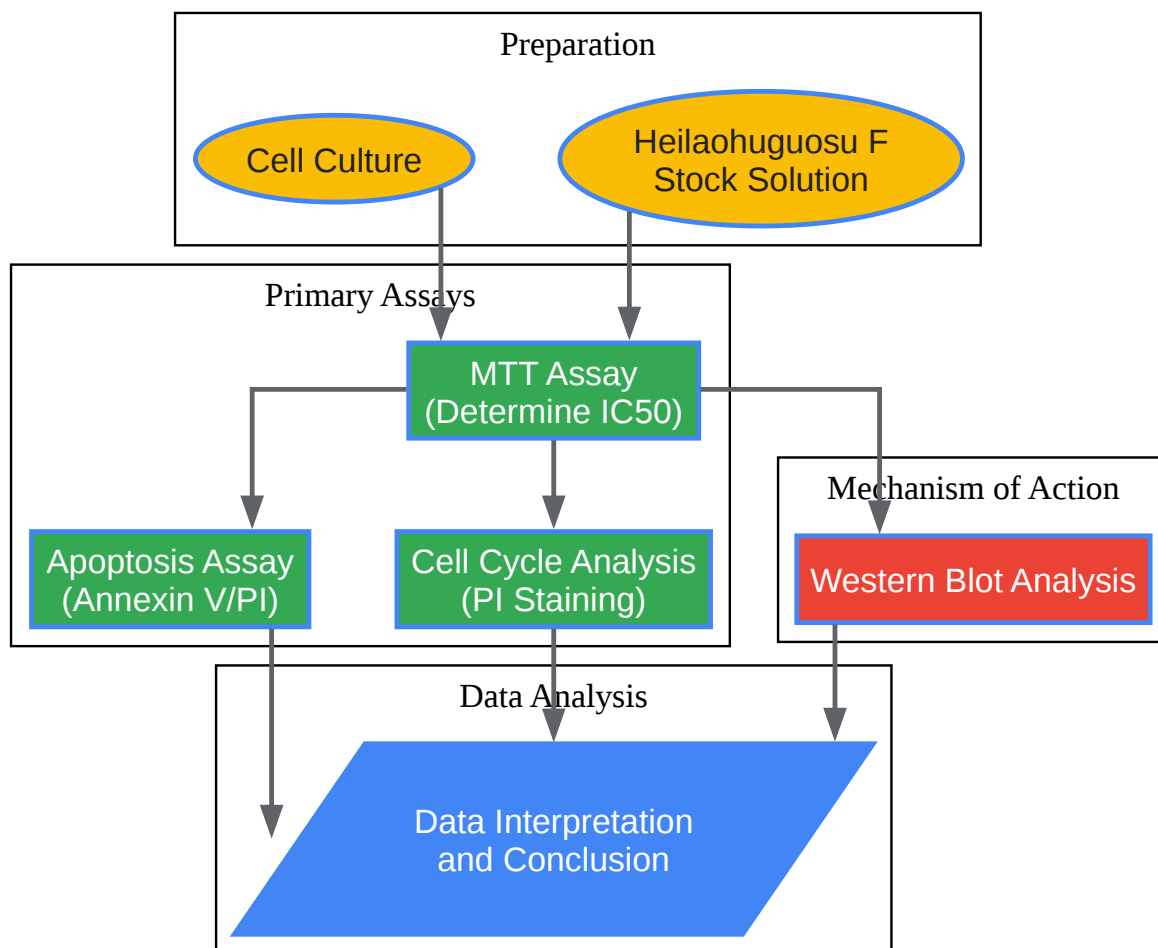 Preparation
Cell Culture
Heilaohuguosu F
Stock Solution
Primary Assays
MTT Assay
(Determine IC50)
Mechanism of Action
Apoptosis Assay
(Annexin V/PI)
Cell Cycle Analysis
(PI Staining)
Western Blot Analysis
Data Analysis
Data Interpretation
and Conclusion